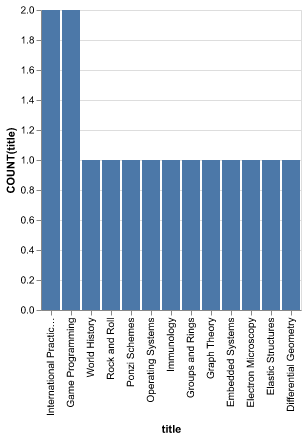 2.0
1.8
1.6
1.4
1.2
1.0
0.8
0.6
0.4
0.2
0.0
COUNT(title)
International Practic…
Game Programming
World History
Rock and Roll
Ponzi Schemes
Operating Systems
Immunology
Groups and Rings
Graph Theory
Embedded Systems
Electron Microscopy
Elastic Structures
Differential Geometry
title